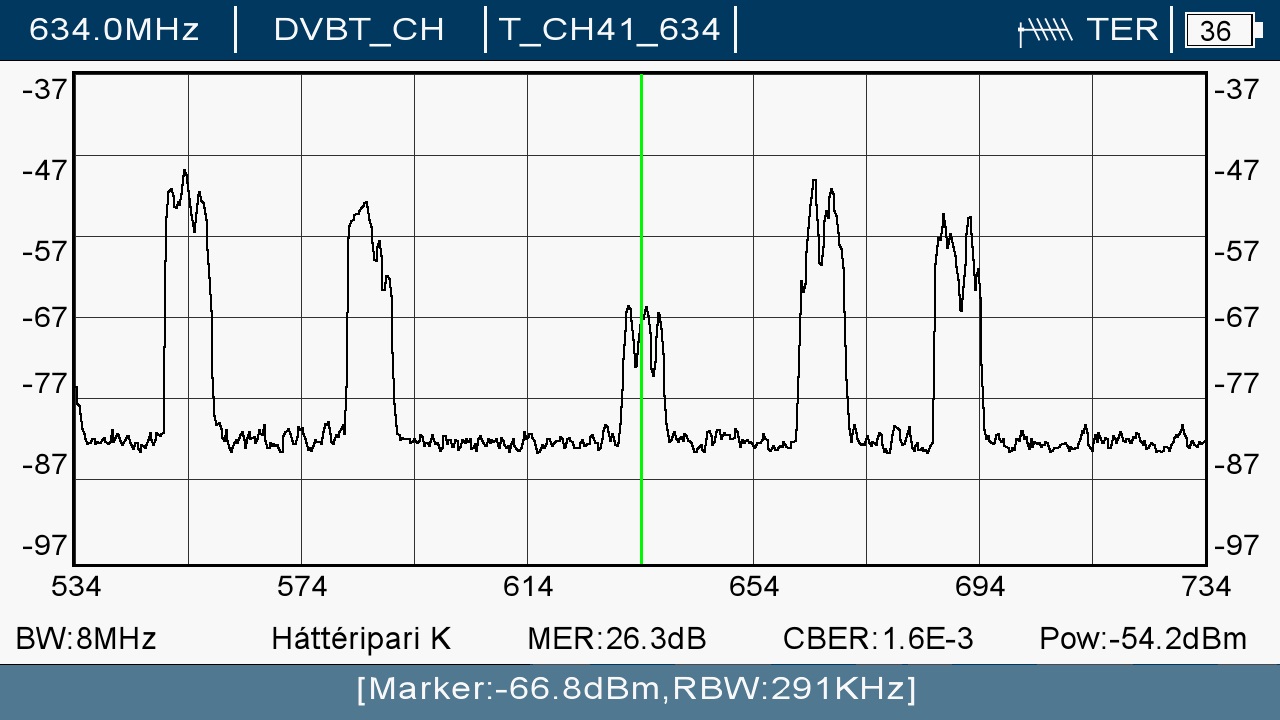 634.0MHz DVBT_CH T_CH41_634 TER 36
-37 -37
-47 -47
-57 -57
-67 -67
-77 -77
-87 -87
-97 -97
534 574 614 654 694 734
BW:8MHz Háttéripari K MER:26.3dB CBER:1.6E-3 Pow:-54.2dBm
[Marker:-66.8dBm,RBW:291KHz]